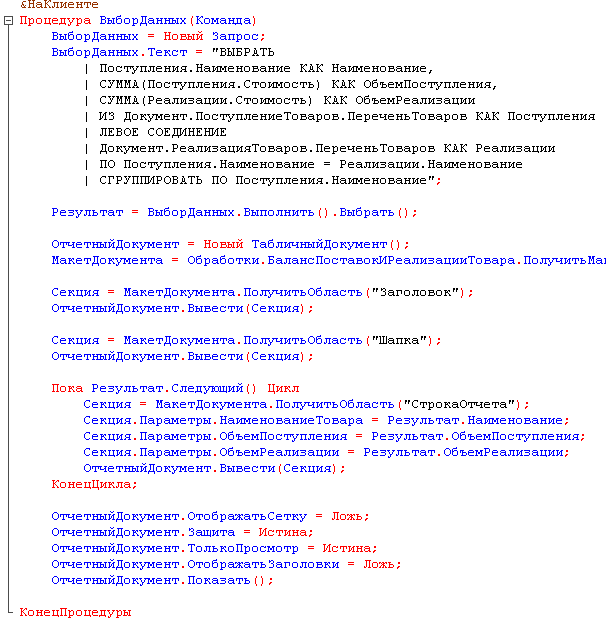 &НаКлиенте
Процедура ВыборДанных(Команда)
ВыборДанных = Новый Запрос;
ВыборДанных.Текст = "ВЫБРАТЬ
| Поступления.Наименование КАК Наименование,
| СУММА(Поступления.Стоимость) КАК ОбъемПоступления,
| СУММА(Реализации.Стоимость) КАК ОбъемРеализации
| ИЗ Документ.ПоступлениеТоваров.ПереченьТоваров КАК Поступления
| ЛЕВОЕ СОЕДИНЕНИЕ
| Документ.РеализацияТоваров.ПереченьТоваров КАК Реализации
| ПО Поступления.Наименование = Реализации.Наименование
| СГРУППИРОВАТЬ ПО Поступления.Наименование";
Результат = ВыборДанных.Выполнить().Выбрать();
ОтчетныйДокумент = Новый ТабличныйДокумент();
МакетДокумента = Обработки.БалансПоставокИРеализацииТовара.ПолучитьМа
Секция = МакетДокумента.ПолучитьОбласть("Заголовок");
ОтчетныйДокумент.Вывести(Секция);
Секция = МакетДокумента.ПолучитьОбласть("Шапка");
ОтчетныйДокумент.Вывести(Секция);
Пока Результат.Следующий() Цикл
Секция = МакетДокумента.ПолучитьОбласть("СтрокаОтчета");
Секция.Параметры.НаименованиеТовара = Результат.Наименование;
Секция.Параметры.ОбъемПоступления = Результат.ОбъемПоступления;
Секция.Параметры.ОбъемРеализации = Результат.ОбъемРеализации;
ОтчетныйДокумент.Вывести(Секция);
КонецЦикла;
ОтчетныйДокумент.ОтображатьСетку = Ложь;
ОтчетныйДокумент.Защита = Истина;
ОтчетныйДокумент.ТолькоПросмотр = Истина;
ОтчетныйДокумент.ОтображатьЗаголовки = Ложь;
ОтчетныйДокумент.Показать();
КонецПроцедуры